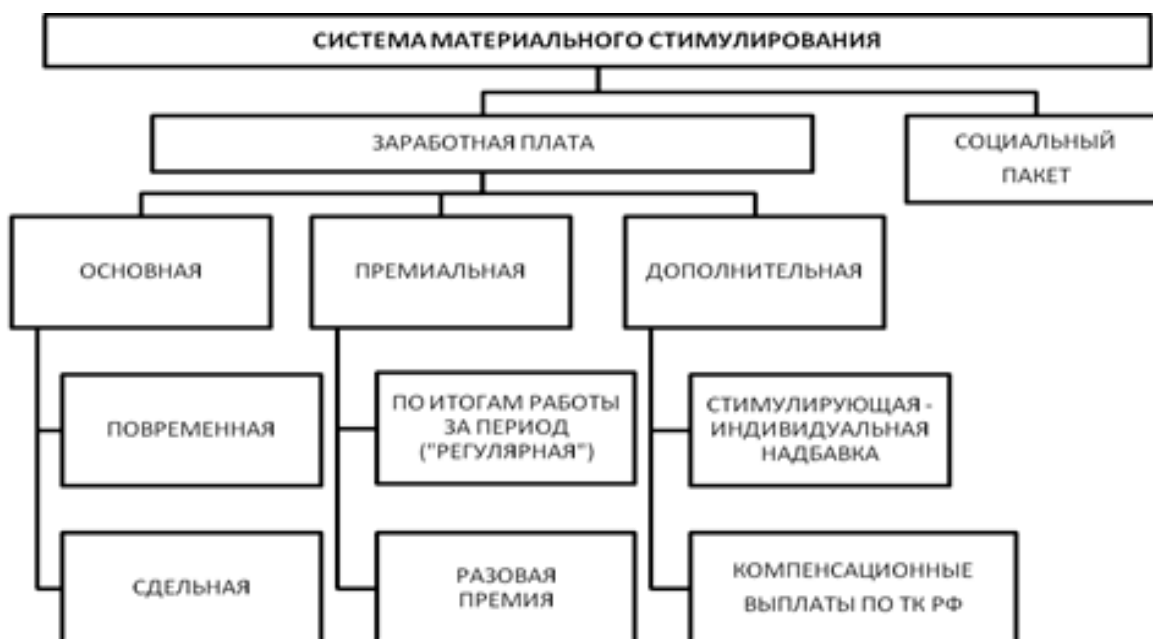 СИСТЕМА МАТЕРИАЛЬНОГО СТИМУЛИРОВАНИЯ
ЗАРАБОТНАЯ ПЛАТА
СОЦИАЛЬНЫЙ
ПАКЕТ
ОСНОВНАЯ
ПРЕМИАЛЬНАЯ
ДОПОЛНИТЕЛЬНАЯ
ПОВРЕМЕННАЯ
ПО ИТОГАМ РАБОТЫ
ЗА ПЕРИОД
("РЕГУЛЯРНАЯ")
СТИМУЛИРУЮЩАЯ -
ИНДИВИДУАЛЬНАЯ
НАДБАВКА
СДЕЛЬНАЯ
РАЗОВАЯ
ПРЕМИЯ
КОМПЕНСАЦИОННЫЕ
ВЫПЛАТЫ ПО ТК РФ